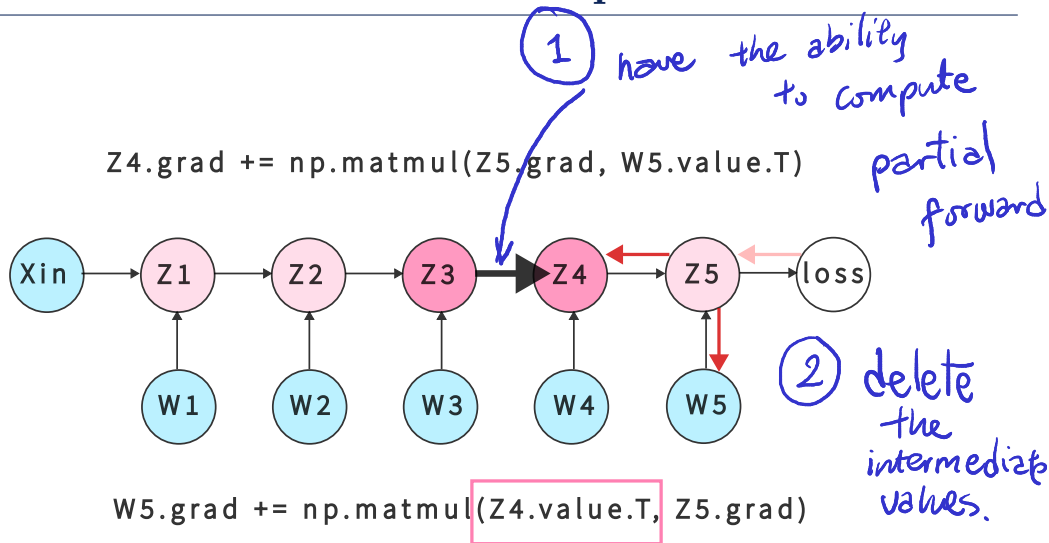 1
have the ability
to compute
partial
forward
Z4.grad += np.matmul(Z5.grad, W5.value.T)
Xin Z1 Z2 Z3 Z4 Z5 loss
W1 W2 W3 W4 W5
2 delete
the
intermediate
values.
W5.grad += np.matmul(Z4.value.T, Z5.grad)